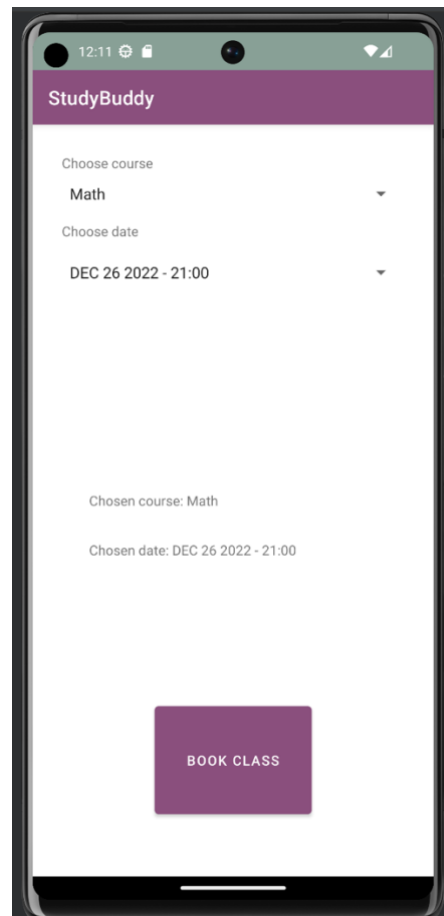 12:11
StudyBuddy
Choose course
Math
Choose date
DEC 26 2022 - 21:00
Chosen course: Math
Chosen date: DEC 26 2022 - 21:00
BOOK CLASS